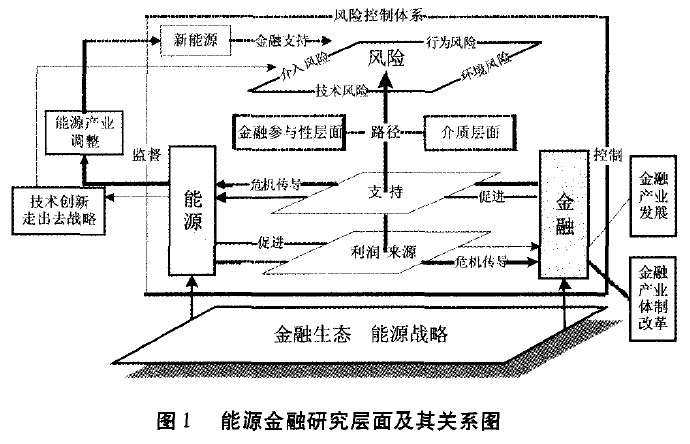 风险控制体系
新能源
金融支持
行为风险
风险
介入风险
环境风险
技术风险
能源产业
调整
金融参与性层面
路径
介质层面
监督
控制
能源
危机传导
支持
促进
金融
金融
产业
发展
技术创新
走出去战略
促进
利润来源
危机传导
金融
产业
体制
改革
金融生态 能源战略
图1 能源金融研究层面及其关系图